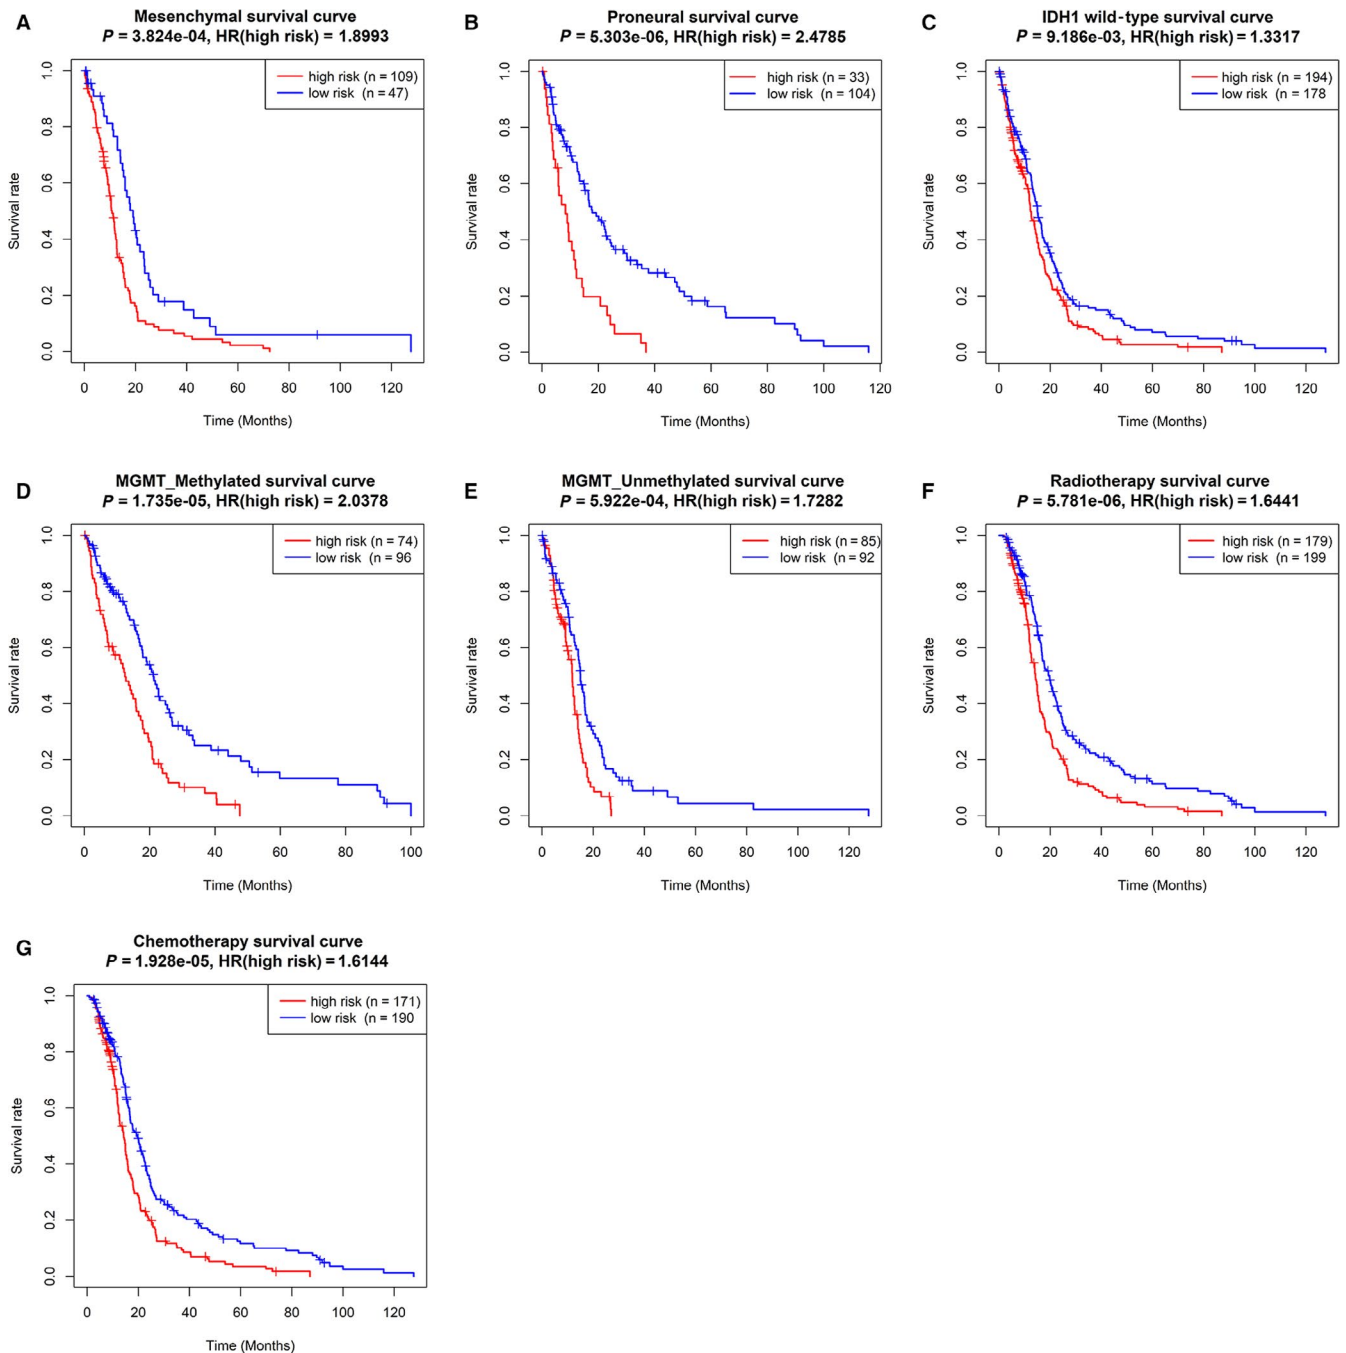 A
Mesenchymal survival curve
P = 3.824e-04, HR(high risk) = 1.8993
high risk (n = 109)
low risk (n = 47)
Survival rate
1.0
0.8
0.6
0.4
0.2
0.0
0 20 40 60 80 100 120
Time (Months)
B
Proneural survival curve
P = 5.303e-06, HR(high risk) = 2.4785
high risk (n = 33)
low risk (n = 104)
Survival rate
1.0
0.8
0.6
0.4
0.2
0.0
0 20 40 60 80 100 120
Time (Months)
C
IDH1 wild-type survival curve
P = 9.186e-03, HR(high risk) = 1.3317
high risk (n = 194)
low risk (n = 178
Survival rate
1.0
0.8
0.6
0.4
0.2
0.0
0 20 40 60 80 100 120
Time (Months)
D
MGMT_Methylated survival curve
P = 1.735e-05, HR(high risk) = 2.0378
high risk (n = 74)
low risk (n = 96
Survival rate
1.0
0.8
0.6
0.4
0.2
0.0
0 20 40 60 80 100
Time (Months)
E
MGMT_Unmethylated survival curve
P = 5.922e-04, HR(high risk) = 1.7282
high risk (n = 85)
low risk (n = 92
Survival rate
1.0
0.8
0.6
0.4
0.2
0.0
0 20 40 60 80 100 120
Time (Months)
F
Radiotherapy survival curve
P = 5.781e-06, HR(high risk) = 1.6441
high risk (n = 179)
low risk (n = 199
Survival rate
1.0
0.8
0.6
0.4
0.2
0.0
0 20 40 60 80 100 120
Time (Months)
G
Chemotherapy survival curve
P = 1.928e-05, HR(high risk) = 1.6144
high risk (n = 171)
low risk (n = 190
Survival rate
1.0
0.8
0.6
0.4
0.2
0.0
0 20 40 60 80 100 120
Time (Months)